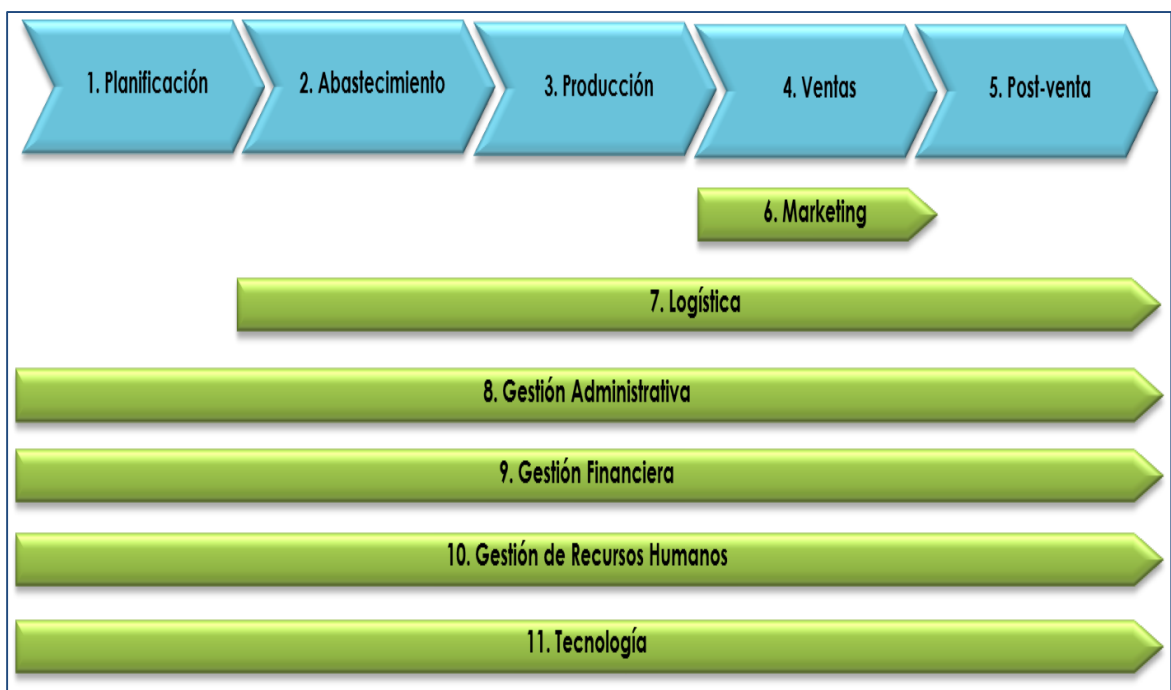 1. Planificación
2. Abastecimiento
3. Producción
4. Ventas
5. Post-venta
6. Marketing
7. Logística
8. Gestión Administrativa
9. Gestión Financiera
10. Gestión de Recursos Humanos
11. Tecnología